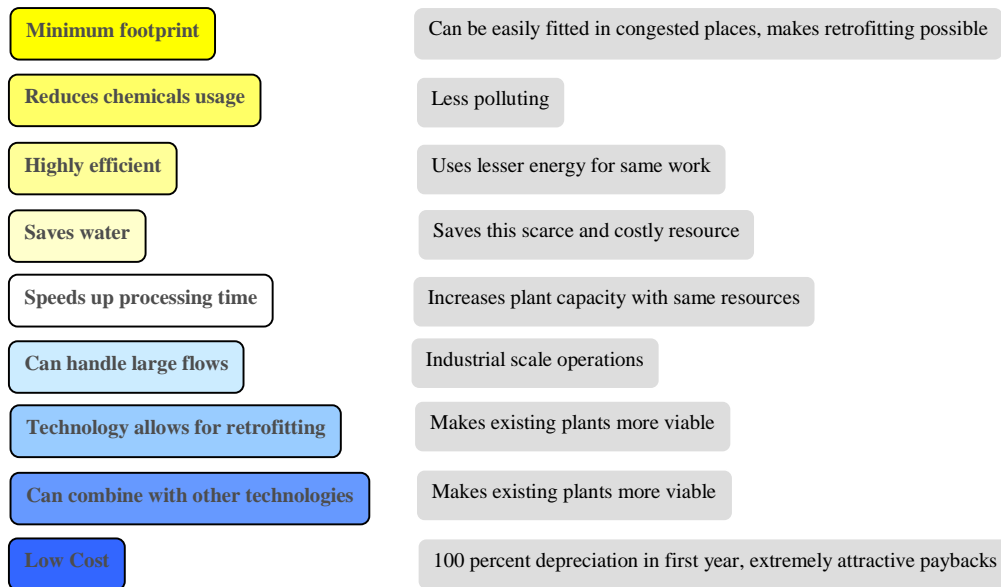 Minimum footprint
Can be easily fitted in congested places, makes retrofitting possible
Reduces chemicals usage
Less polluting
Highly efficient
Uses lesser energy for same work
Saves water
Saves this scarce and costly resource
Speeds up processing time
Increases plant capacity with same resources
Can handle large flows
Industrial scale operations
Technology allows for retrofitting
Makes existing plants more viable
Can combine with other technologies
Makes existing plants more viable
Low Cost
100 percent depreciation in first year, extremely attractive paybacks